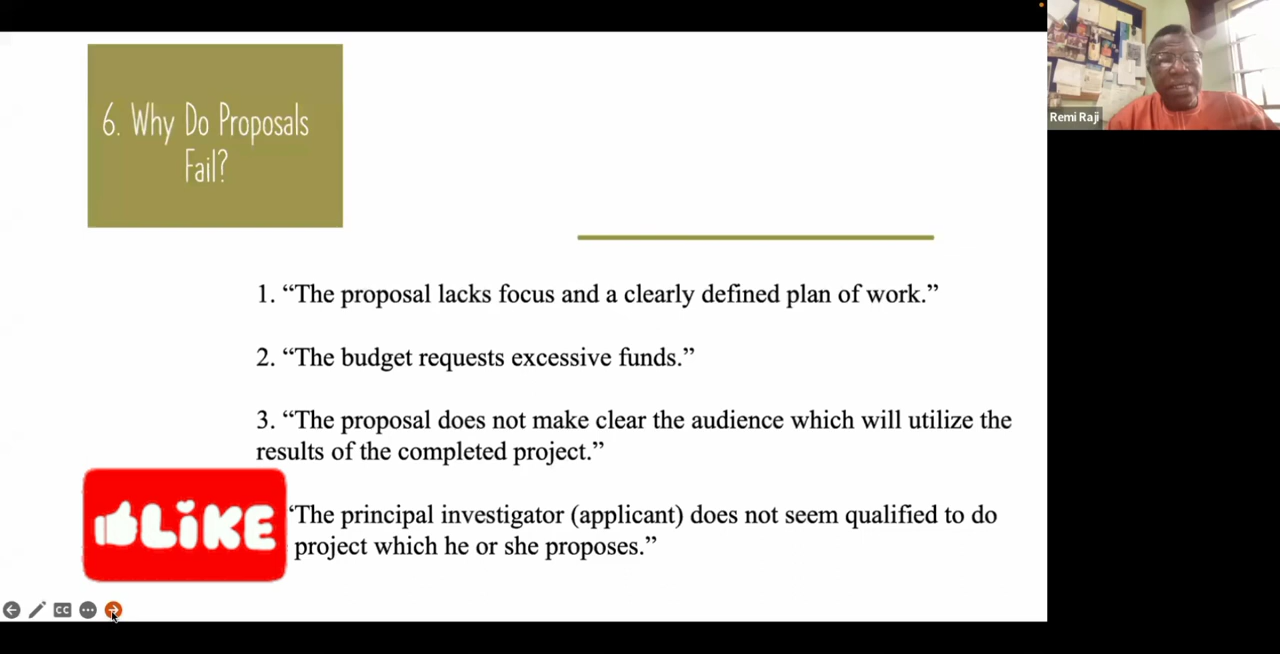 6. Why Do Proposals
Fail?
Remi Raji
1. “The proposal lacks focus and a clearly defined plan of work.”
2. “The budget requests excessive funds.”
3. “The proposal does not make clear the audience which will utilize the
results of the completed project.”
LIKE
‘The principal investigator (applicant) does not seem qualified to do
project which he or she proposes.”
CC